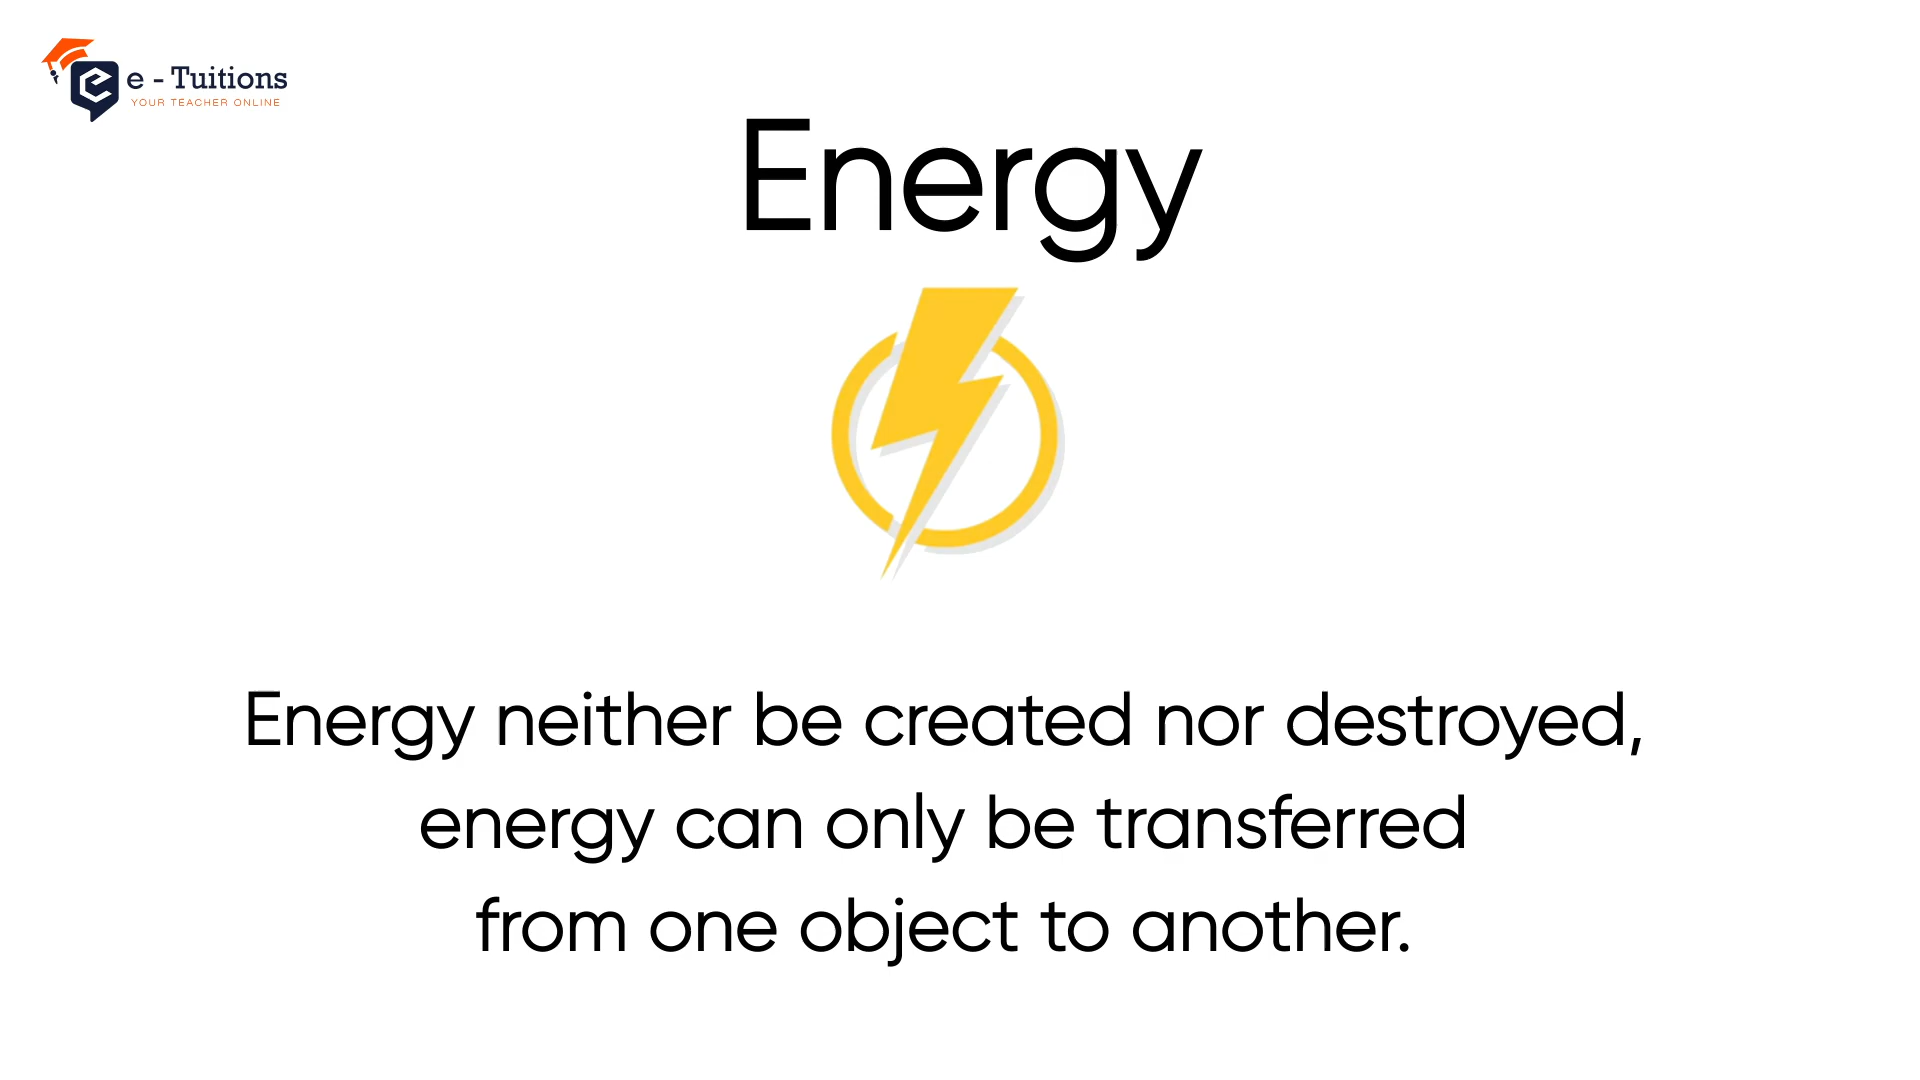 e - Tuitions
YOUR TEACHER ONLINE
Energy
Energy neither be created nor destroyed,
energy can only be transferred
from one object to another.